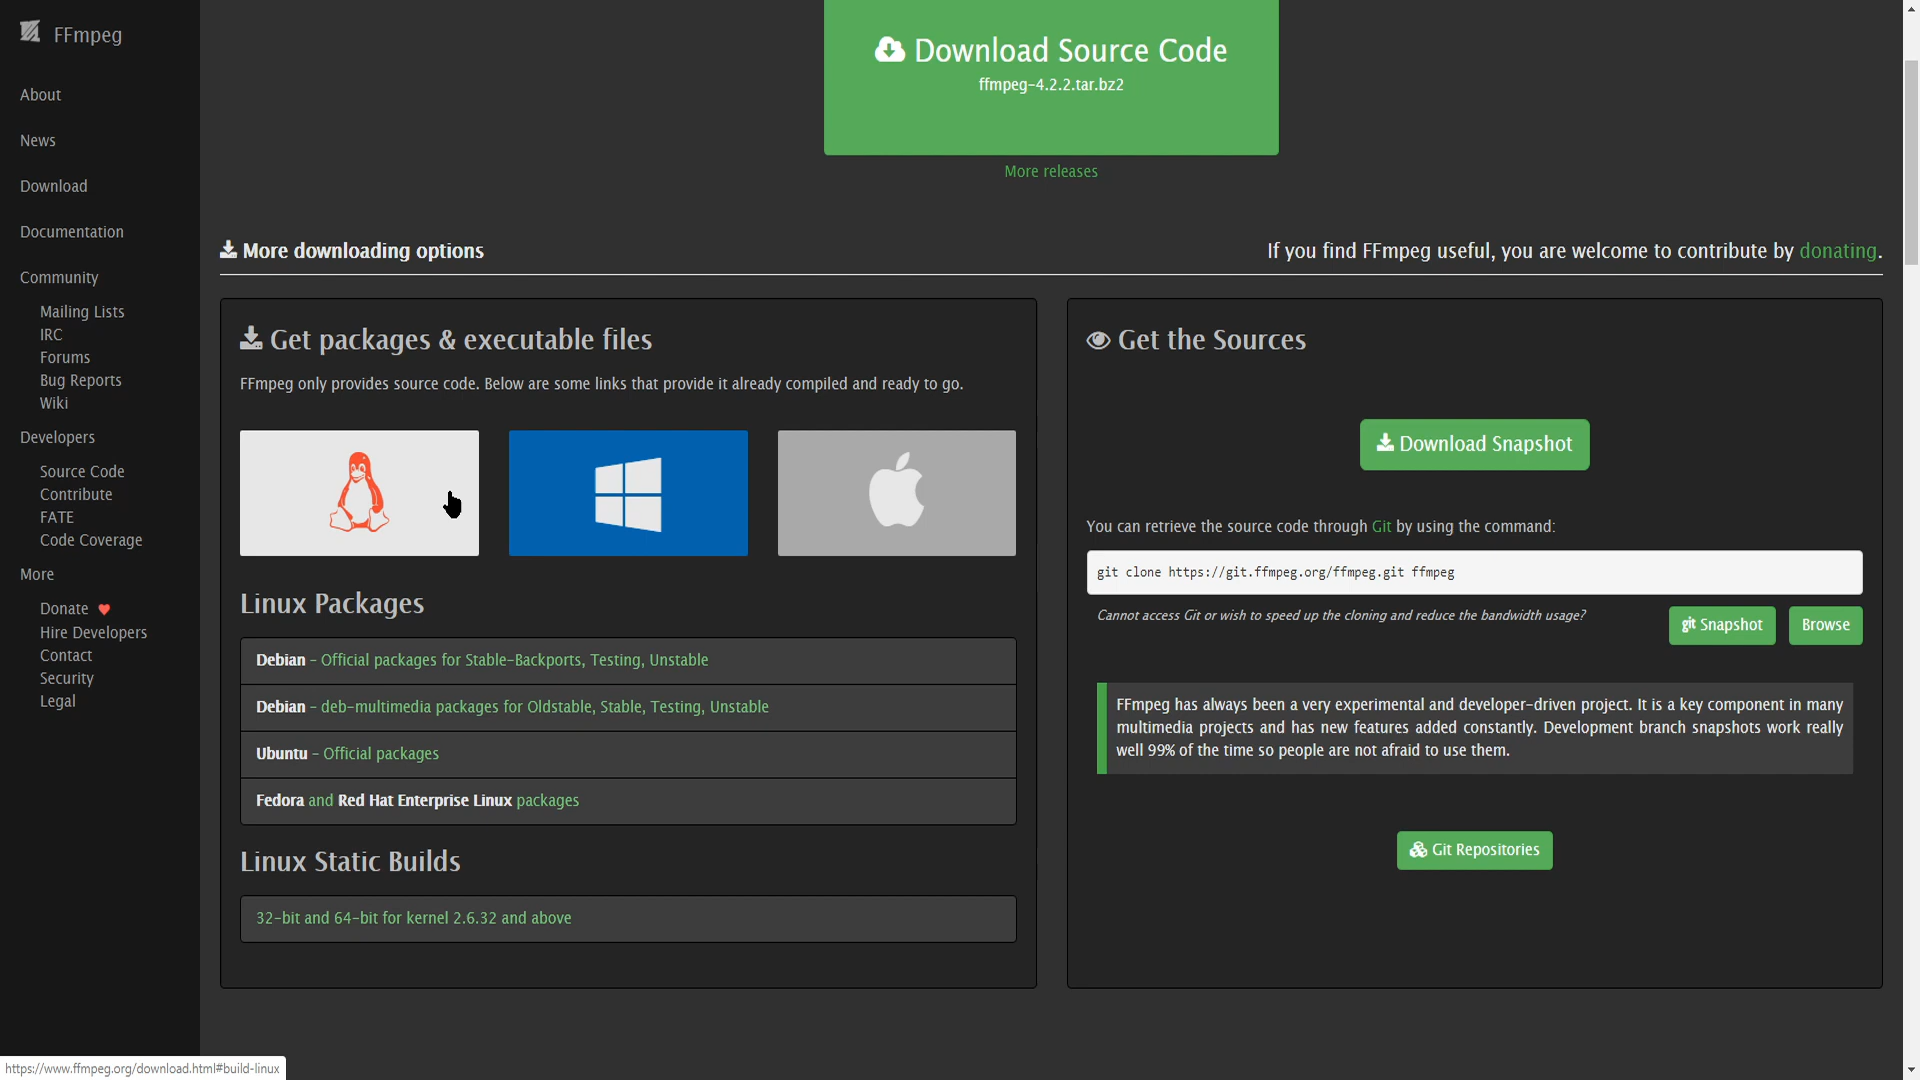 FFmpeg
About
News
Download
Documentation
Community
Mailing Lists
IRC
Forums
Bug Reports
Wiki
Developers
Source Code
Contribute
FATE
Code Coverage
More
Donate
Hire Developers
Contact
Security
Legal
Download Source Code
ffmpeg-4.2.2.tar.bz2
More releases
More downloading options
If you find FFmpeg useful, you are welcome to contribute by donating.
Get packages & executable files
FFmpeg only provides source code. Below are some links that provide it already compiled and ready to go.
Linux Packages
Debian – Official packages for Stable-Backports, Testing, Unstable
Debian – deb-multimedia packages for Oldstable, Stable, Testing, Unstable
Ubuntu – Official packages
Fedora and Red Hat Enterprise Linux packages
Linux Static Builds
32-bit and 64-bit for kernel 2.6.32 and above
Get the Sources
Download Snapshot
You can retrieve the source code through Git by using the command:
git clone https://git.ffmpeg.org/ffmpeg.git ffmpeg
Cannot access Git or wish to speed up the cloning and reduce the bandwidth usage?
git Snapshot
Browse
FFmpeg has always been a very experimental and developer-driven project. It is a key component in many
multimedia projects and has new features added constantly. Development branch snapshots work really
well 99% of the time so people are not afraid to use them.
Git Repositories
https://www.ffmpeg.org/download.html#build-linux